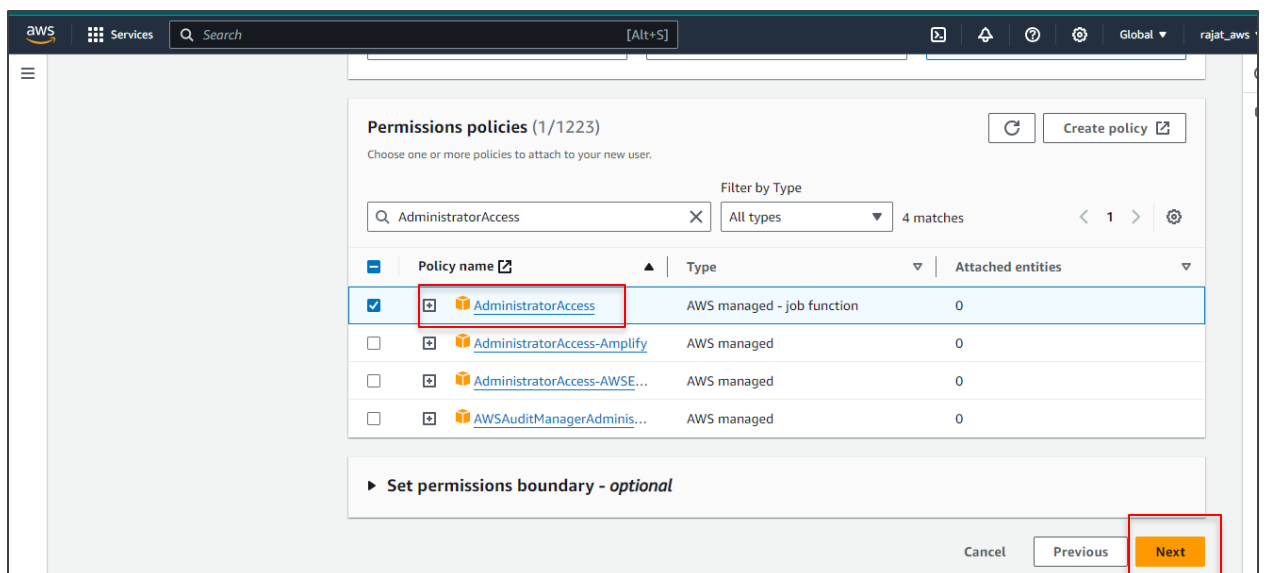 aws
Services
Search [Alt+S]
Global ▼
rajat_aws
Permissions policies (1/1223)
Create policy
Choose one or more policies to attach to your new user.
Filter by Type
AdministratorAccess
All types
4 matches
1
Policy name Type Attached entities
AdministratorAccess AWS managed - job function 0
AdministratorAccess-Amplify AWS managed 0
AdministratorAccess-AWSE... AWS managed 0
AWSAuditManagerAdminis... AWS managed 0
Set permissions boundary - optional
Cancel Previous Next